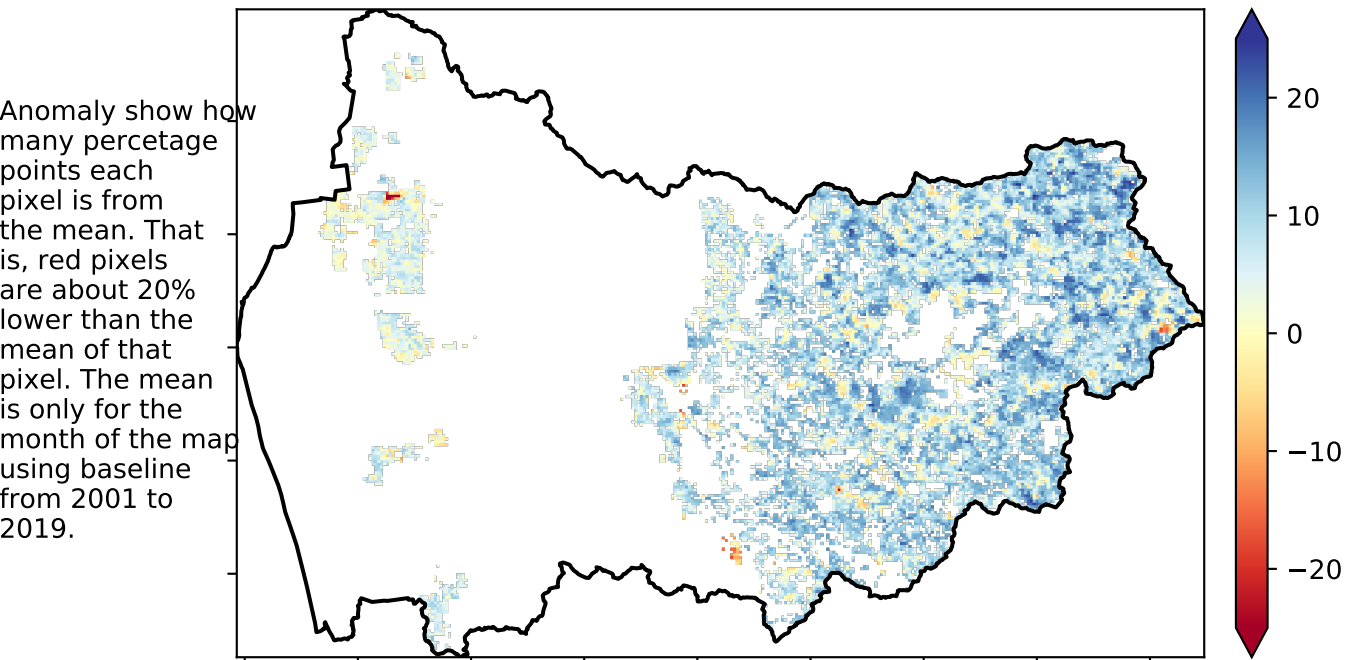 Anomaly show how
many percetage
points each
pixel is from
the mean. That
is, red pixels
are about 20%
lower than the
mean of that
pixel. The mean
is only for the
month of the map
using baseline
from 2001 to
2019.
20
10
0
−10
−20